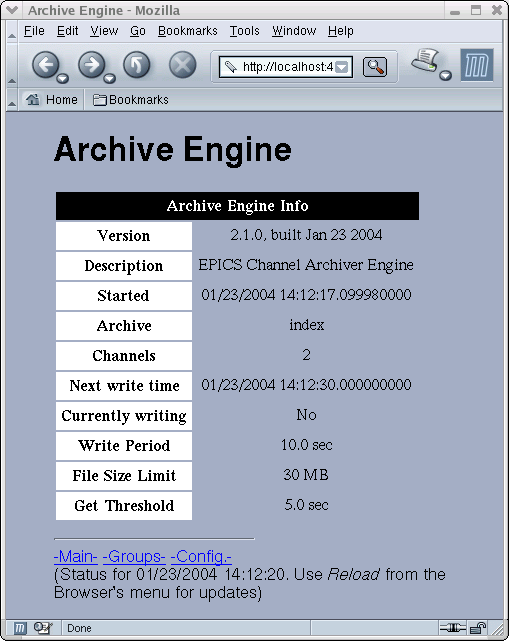 Archive Engine - Mozilla
File Edit View Go Bookmarks Tools Window Help
http://localhost:4
Home Bookmarks
Archive Engine
Archive Engine Info
Version 2.1.0, built Jan 23 2004
Description EPICS Channel Archiver Engine
Started 01/23/2004 14:12:17.099980000
Archive index
Channels 2
Next write time 01/23/2004 14:12:30.000000000
Currently writing No
Write Period 10.0 sec
File Size Limit 30 MB
Get Threshold 5.0 sec
-Main- -Groups- -Config.-
(Status for 01/23/2004 14:12:20. Use Reload from the
Browser's menu for updates)
Done